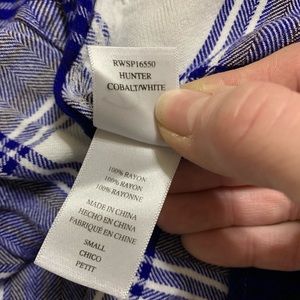 RWSP16550
HUNTER
COBALT/WHITE
100% RAYON
100% RAYON
100% RAYONNE
MADE IN CHINA
HECHO EN CHINA
FABRIQUÉ EN CHINE
SMALL
CHICO
PETIT